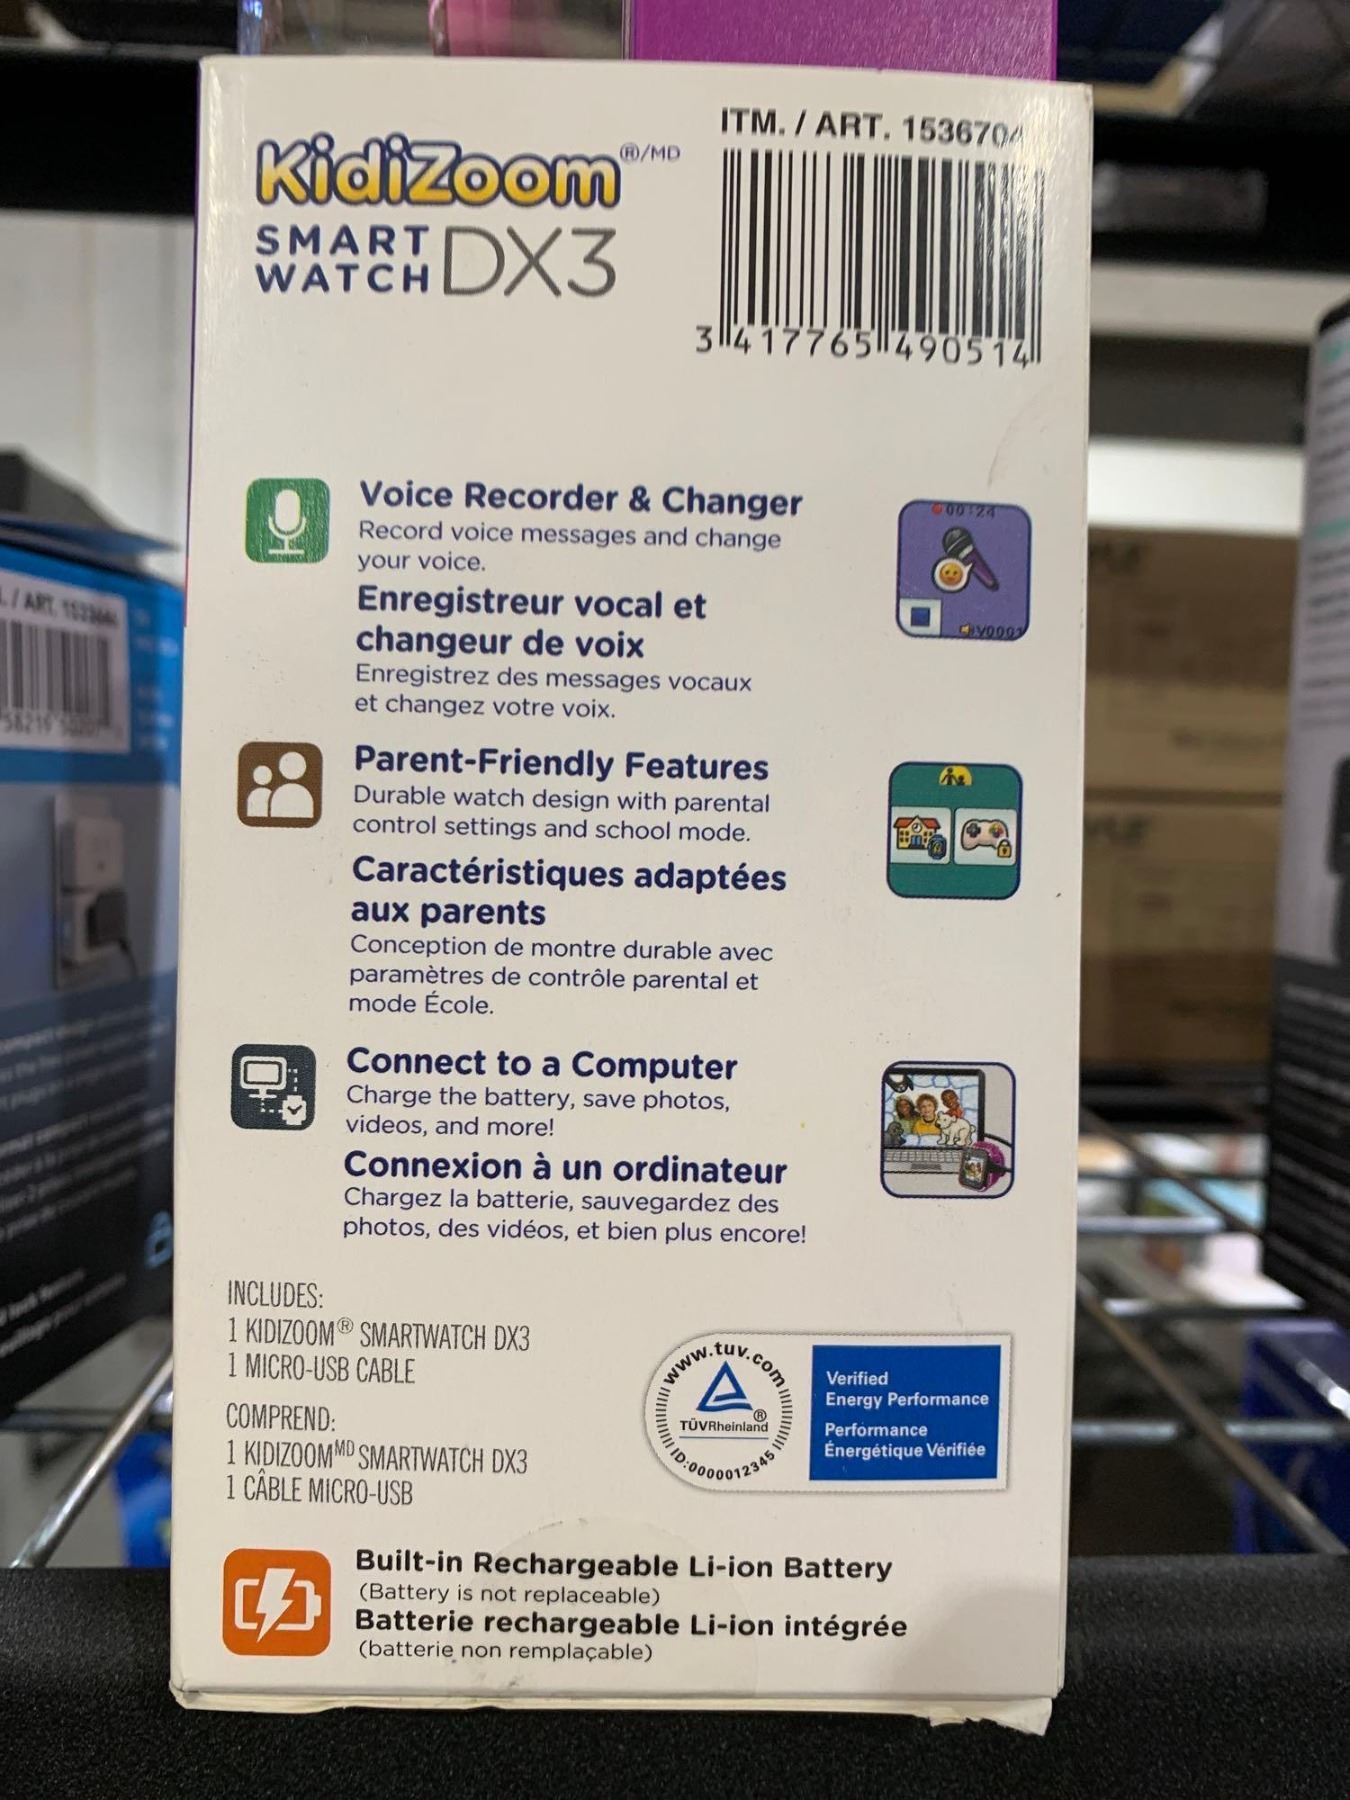 KidiZoom®/MD
SMART
WATCH DX3
ITM. / ART. 1536704
3 417765 490514
Voice Recorder & Changer
Record voice messages and change
your voice.
Enregistreur vocal et
changeur de voix
Enregistrez des messages vocaux
et changez votre voix.
00:24
V0001
Parent-Friendly Features
Durable watch design with parental
control settings and school mode.
Caractéristiques adaptées
aux parents
Conception de montre durable avec
paramètres de contrôle parental et
mode École.
Connect to a Computer
Charge the battery, save photos,
videos, and more!
Connexion à un ordinateur
Chargez la batterie, sauvegardez des
photos, des vidéos, et bien plus encore!
INCLUDES:
1 KIDIZOOM® SMARTWATCH DX3
1 MICRO-USB CABLE
COMPREND:
1 KIDIZOOMMD SMARTWATCH DX3
1 CÂBLE MICRO-USB
www.tuv.com
TÜVRheinland®
ID:0000012345
Verified
Energy Performance
Performance
Énergétique Vérifiée
Built-in Rechargeable Li-ion Battery
(Battery is not replaceable)
Batterie rechargeable Li-ion intégrée
(batterie non remplaçable)
/ ART.